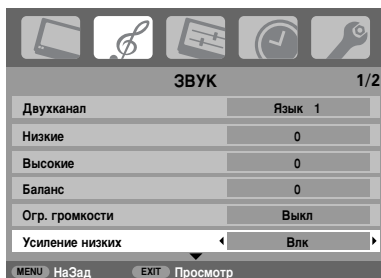 ЗВУК 1/2
Двухканал Язык 1
Низкие 0
Высокие 0
Баланс 0
Огр. громкости Выкл
Усиление низких Влк
MENU НаЗад EXIT Просмотр